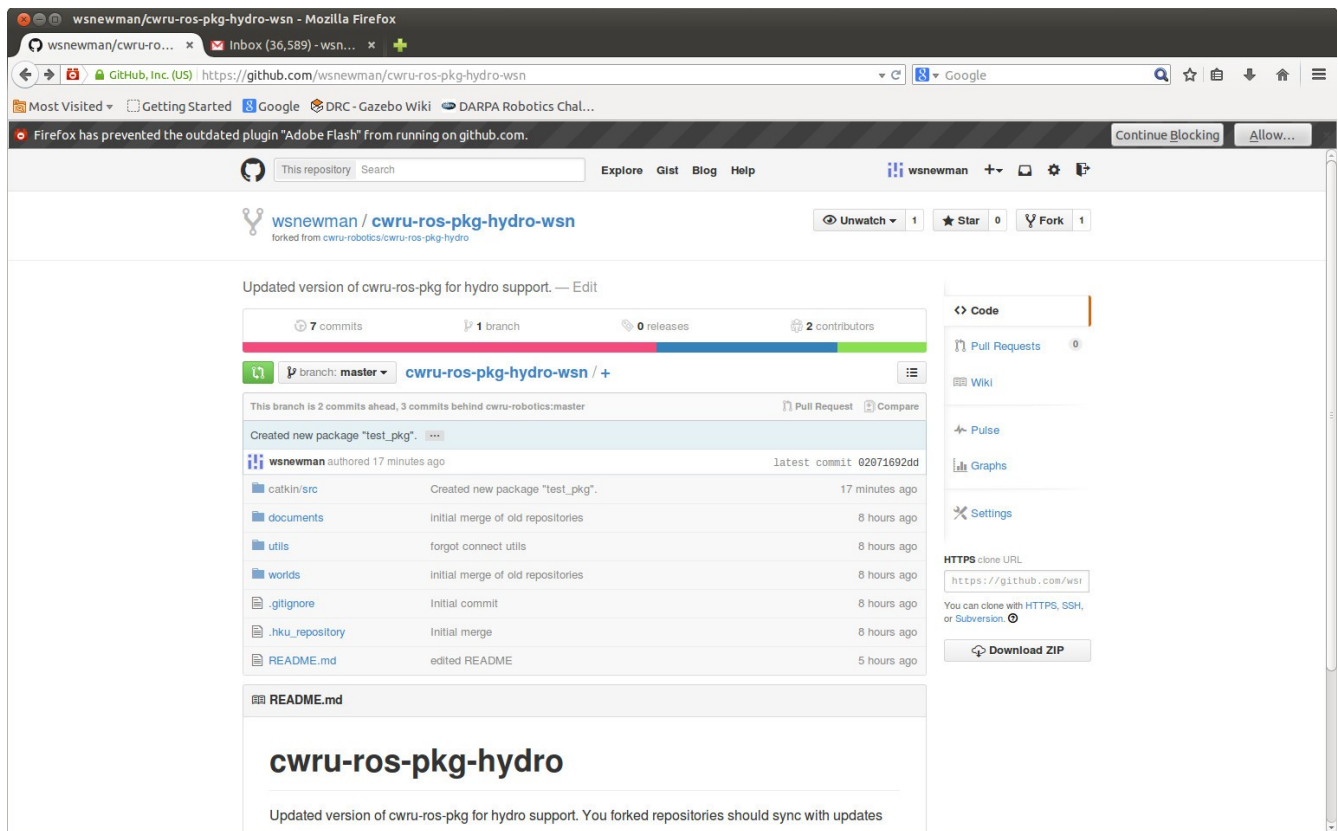 wsnewman/cwru-ros-pkg-hydro-wsn - Mozilla Firefox
wsnewman/cwru-ro... × Inbox (36,589) - wsn... ×
GitHub, Inc. (US) https://github.com/wsnewman/cwru-ros-pkg-hydro-wsn Google
Most Visited Getting Started Google DRC - Gazebo Wiki DARPA Robotics Chal...
Firefox has prevented the outdated plugin "Adobe Flash" from running on github.com. Continue Blocking Allow...
This repository Search Explore Gist Blog Help wsnewman
wsnewman / cwru-ros-pkg-hydro-wsn Unwatch 1 Star 0 Fork 1
forked from cwru-robotics/cwru-ros-pkg-hydro
Updated version of cwru-ros-pkg for hydro support. — Edit
7 commits 1 branch 0 releases 2 contributors
branch: master cwru-ros-pkg-hydro-wsn / +
This branch is 2 commits ahead, 3 commits behind cwru-robotics:master Pull Request Compare
Created new package "test_pkg". ...
wsnewman authored 17 minutes ago latest commit 02071692dd
catkin/src Created new package "test_pkg". 17 minutes ago
documents initial merge of old repositories 8 hours ago
utils forgot connect utils 8 hours ago
worlds initial merge of old repositories 8 hours ago
.gitignore Initial commit 8 hours ago
.hku_repository Initial merge 8 hours ago
README.md edited README 5 hours ago
README.md
cwru-ros-pkg-hydro
Updated version of cwru-ros-pkg for hydro support. You forked repositories should sync with updates
Code
Pull Requests 0
Wiki
Pulse
Graphs
Settings
HTTPS clone URL
https://github.com/wsr
You can clone with HTTPS, SSH,
or Subversion.
Download ZIP